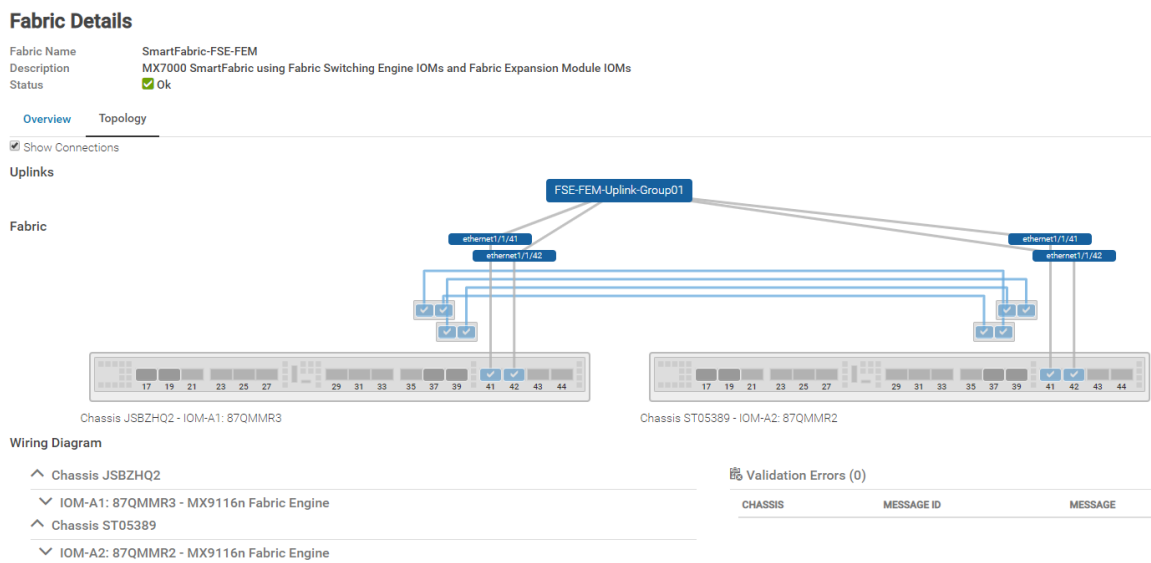 Fabric Details
Fabric Name SmartFabric-FSE-FEM
Description MX7000 SmartFabric using Fabric Switching Engine IOMs and Fabric Expansion Module IOMs
Status Ok
Overview Topology
Show Connections
Uplinks
FSE-FEM-Uplink-Group01
Fabric
ethernet1/1/41 ethernet1/1/41
ethernet1/1/42 ethernet1/1/42
17 19 21 23 25 27 29 31 33 35 37 39 41 42 43 44 17 19 21 23 25 27 29 31 33 35 37 39 41 42 43 44
Chassis JSBZHQ2 - IOM-A1: 87QMMR3 Chassis ST05389 - IOM-A2: 87QMMR2
Wiring Diagram
Chassis JSBZHQ2 Validation Errors (0)
IOM-A1: 87QMMR3 - MX9116n Fabric Engine CHASSIS MESSAGE ID MESSAGE
Chassis ST05389
IOM-A2: 87QMMR2 - MX9116n Fabric Engine